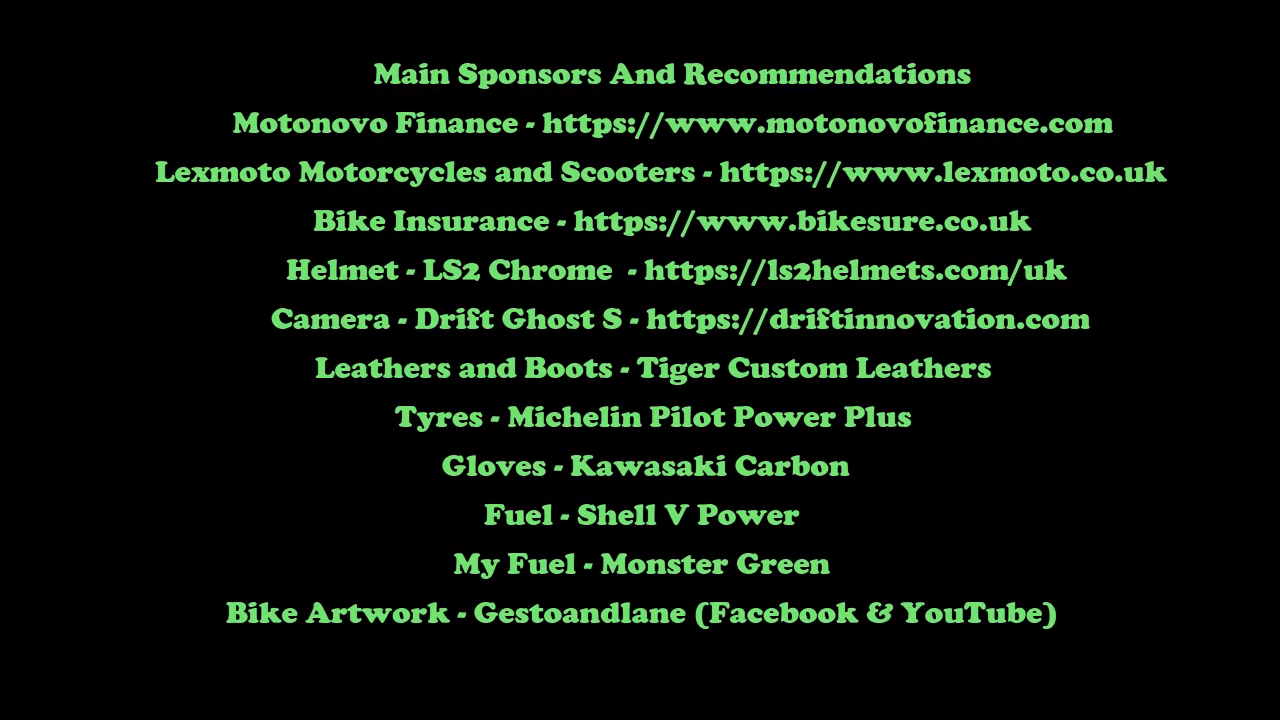 Main Sponsors And Recommendations
Motonovo Finance - https://www.motonovofinance.com
Lexmoto Motorcycles and Scooters - https://www.lexmoto.co.uk
Bike Insurance - https://www.bikesure.co.uk
Helmet - LS2 Chrome  - https://ls2helmets.com/uk
Camera - Drift Ghost S - https://driftinnovation.com
Leathers and Boots - Tiger Custom Leathers
Tyres - Michelin Pilot Power Plus
Gloves - Kawasaki Carbon
Fuel - Shell V Power
My Fuel - Monster Green
Bike Artwork - Gestoandlane (Facebook & YouTube)